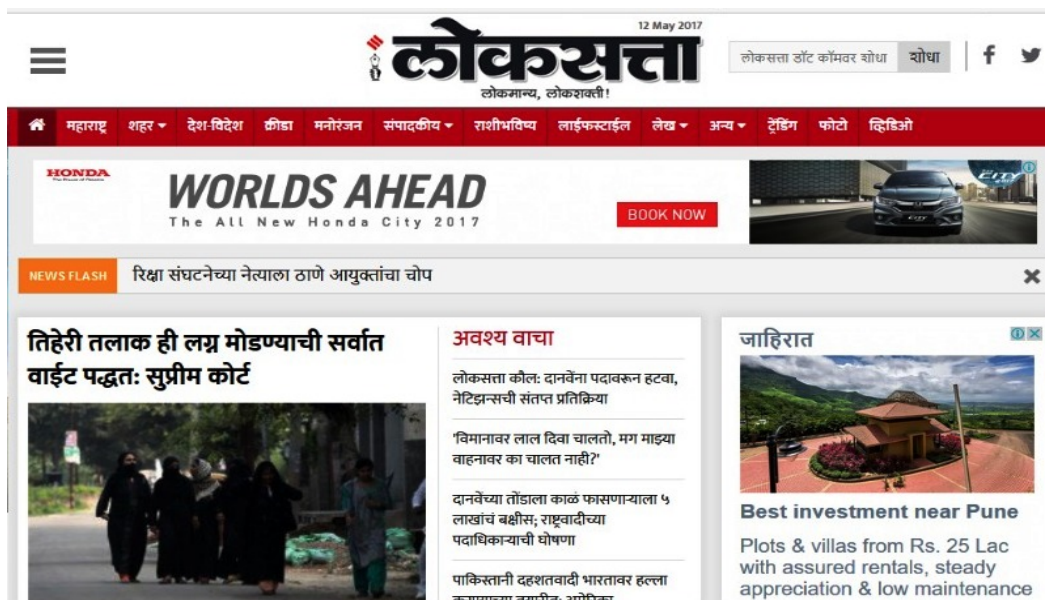 12 May 2017
लोकसत्ता
लोकमान्य, लोकशक्ती!
लोकसत्ता डॉट कॉमवर शोधा शोधा
महाराष्ट्र शहर देश-विदेश क्रीडा मनोरंजन संपादकीय राशीभविष्य लाईफस्टाईल लेख अन्य ट्रेंडिंग फोटो व्हिडिओ
HONDA
WORLDS AHEAD
The All New Honda City 2017
BOOK NOW
CITY
NEWS FLASH रिक्षा संघटनेच्या नेत्याला ठाणे आयुक्तांचा चोप
तिहेरी तलाक ही लग्न मोडण्याची सर्वात
वाईट पद्धत: सुप्रीम कोर्ट
अवश्य वाचा
लोकसत्ता कौल: दानवेंना पदावरून हटवा,
नेटिझन्सची संतप्त प्रतिक्रिया
'विमानावर लाल दिवा चालतो, मग माझ्या
वाहनावर का चालत नाही?'
दानवेंच्या तोंडाला काळं फासणाऱ्याला ५
लाखांचं बक्षीस; राष्ट्रवादीच्या
पदाधिकाऱ्याची घोषणा
पाकिस्तानी दहशतवादी भारतावर हल्ला
जाहिरात
Best investment near Pune
Plots & villas from Rs. 25 Lac
with assured rentals, steady
appreciation & low maintenance